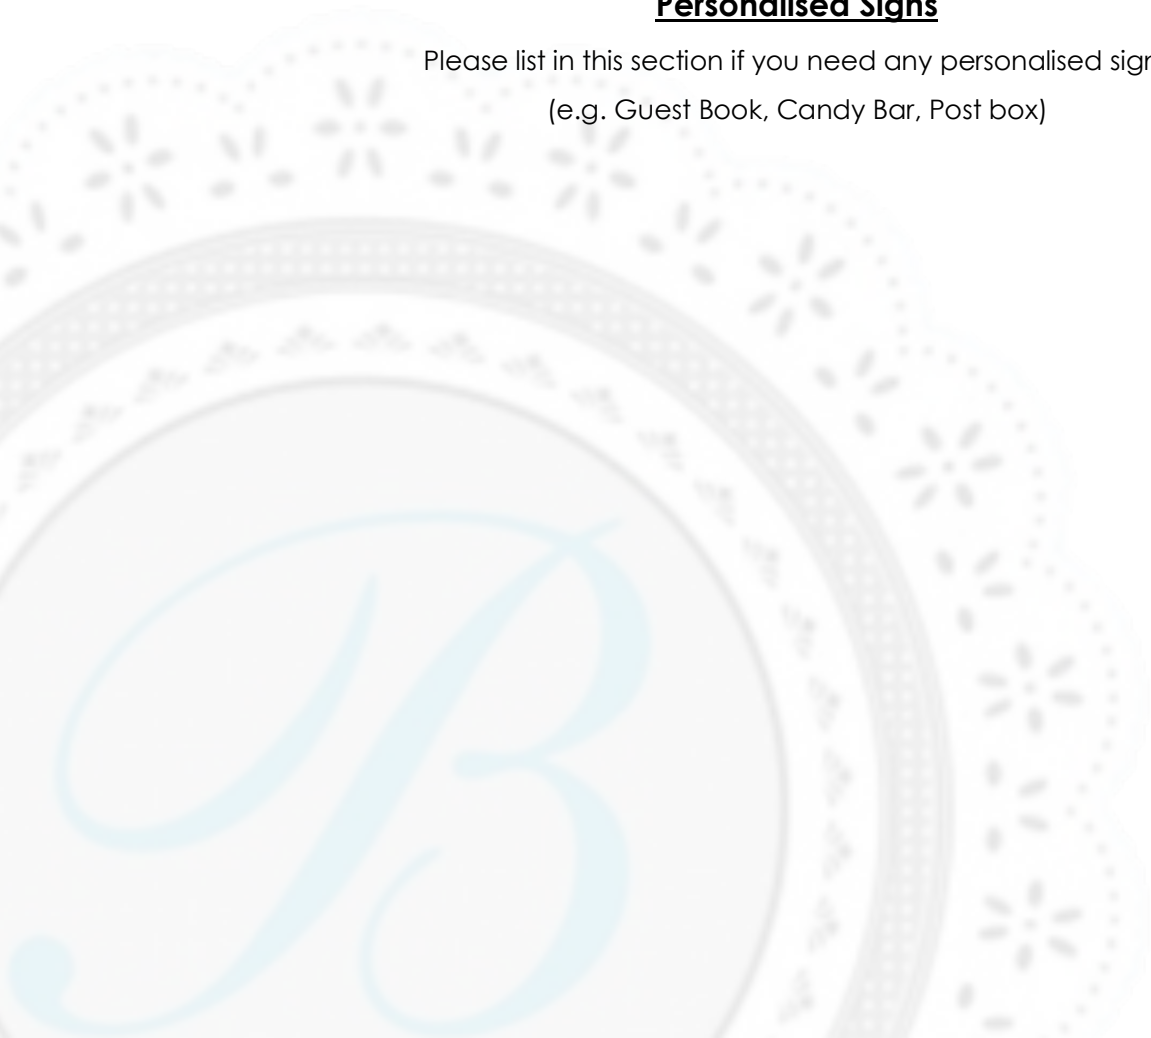 Personalised Signs
Please list in this section if you need any personalised
(e.g. Guest Book, Candy Bar, Post box)
B